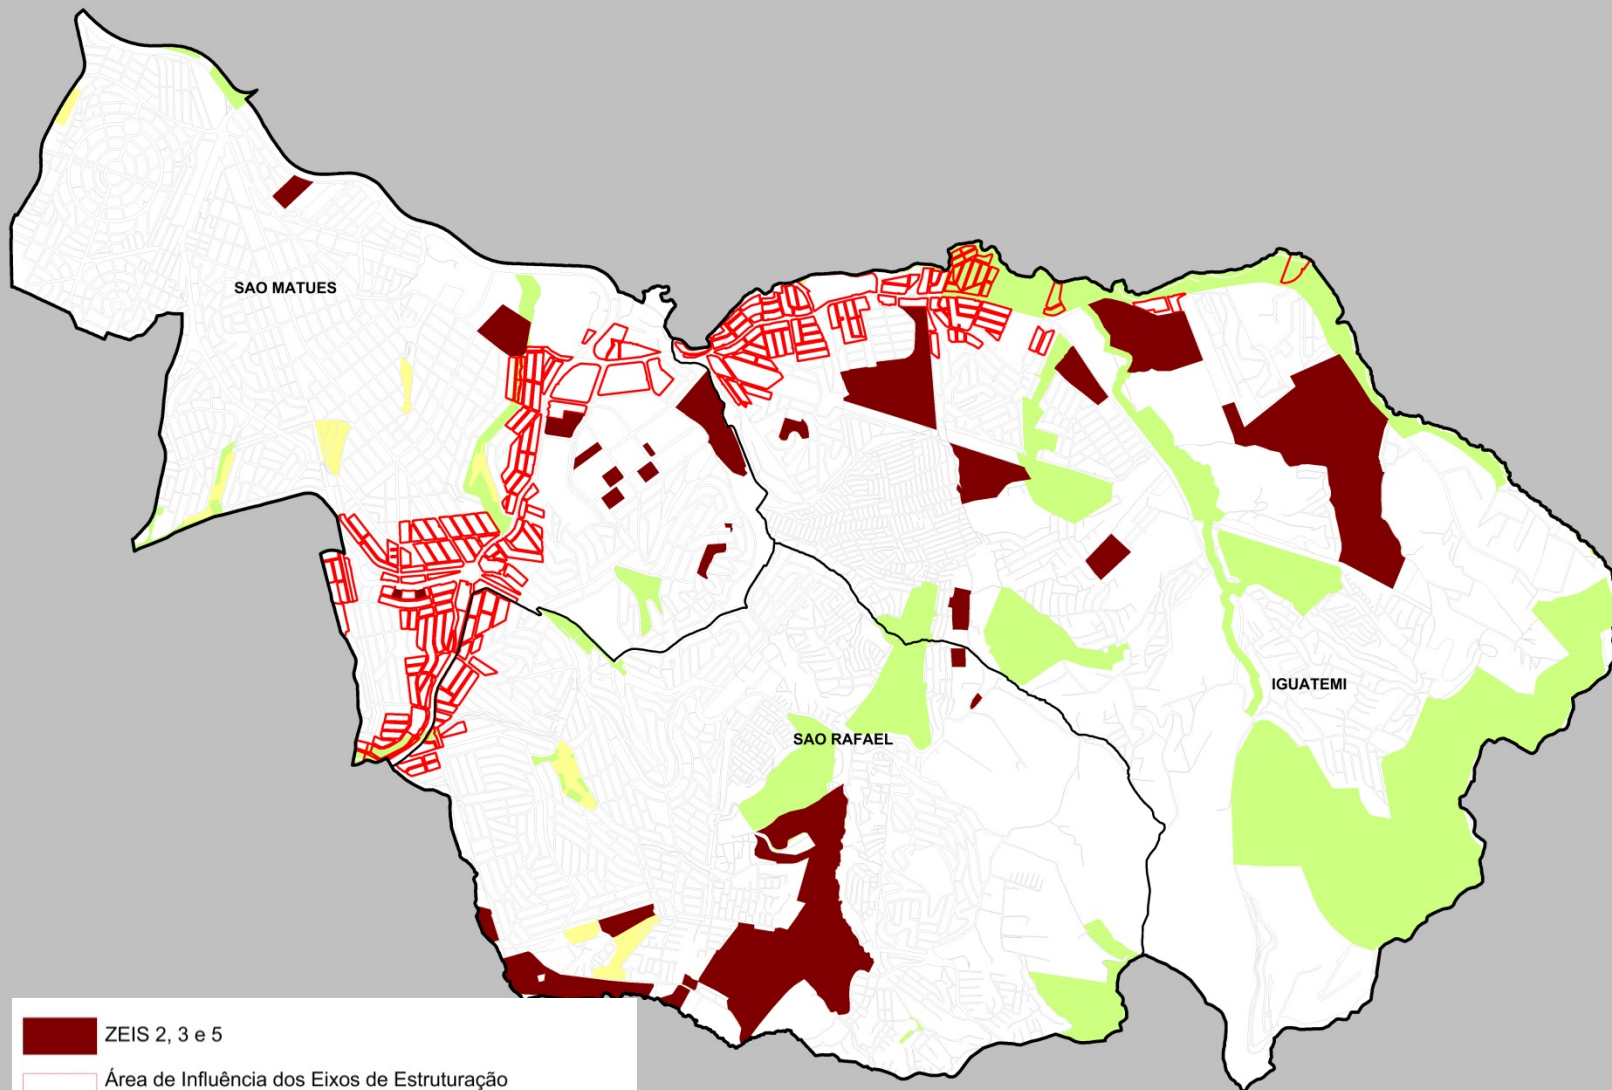 SAO MATUES
IGUATEMI
SAO RAFAEL
ZEIS 2, 3 e 5
Área de Influência dos Eixos de Estruturação